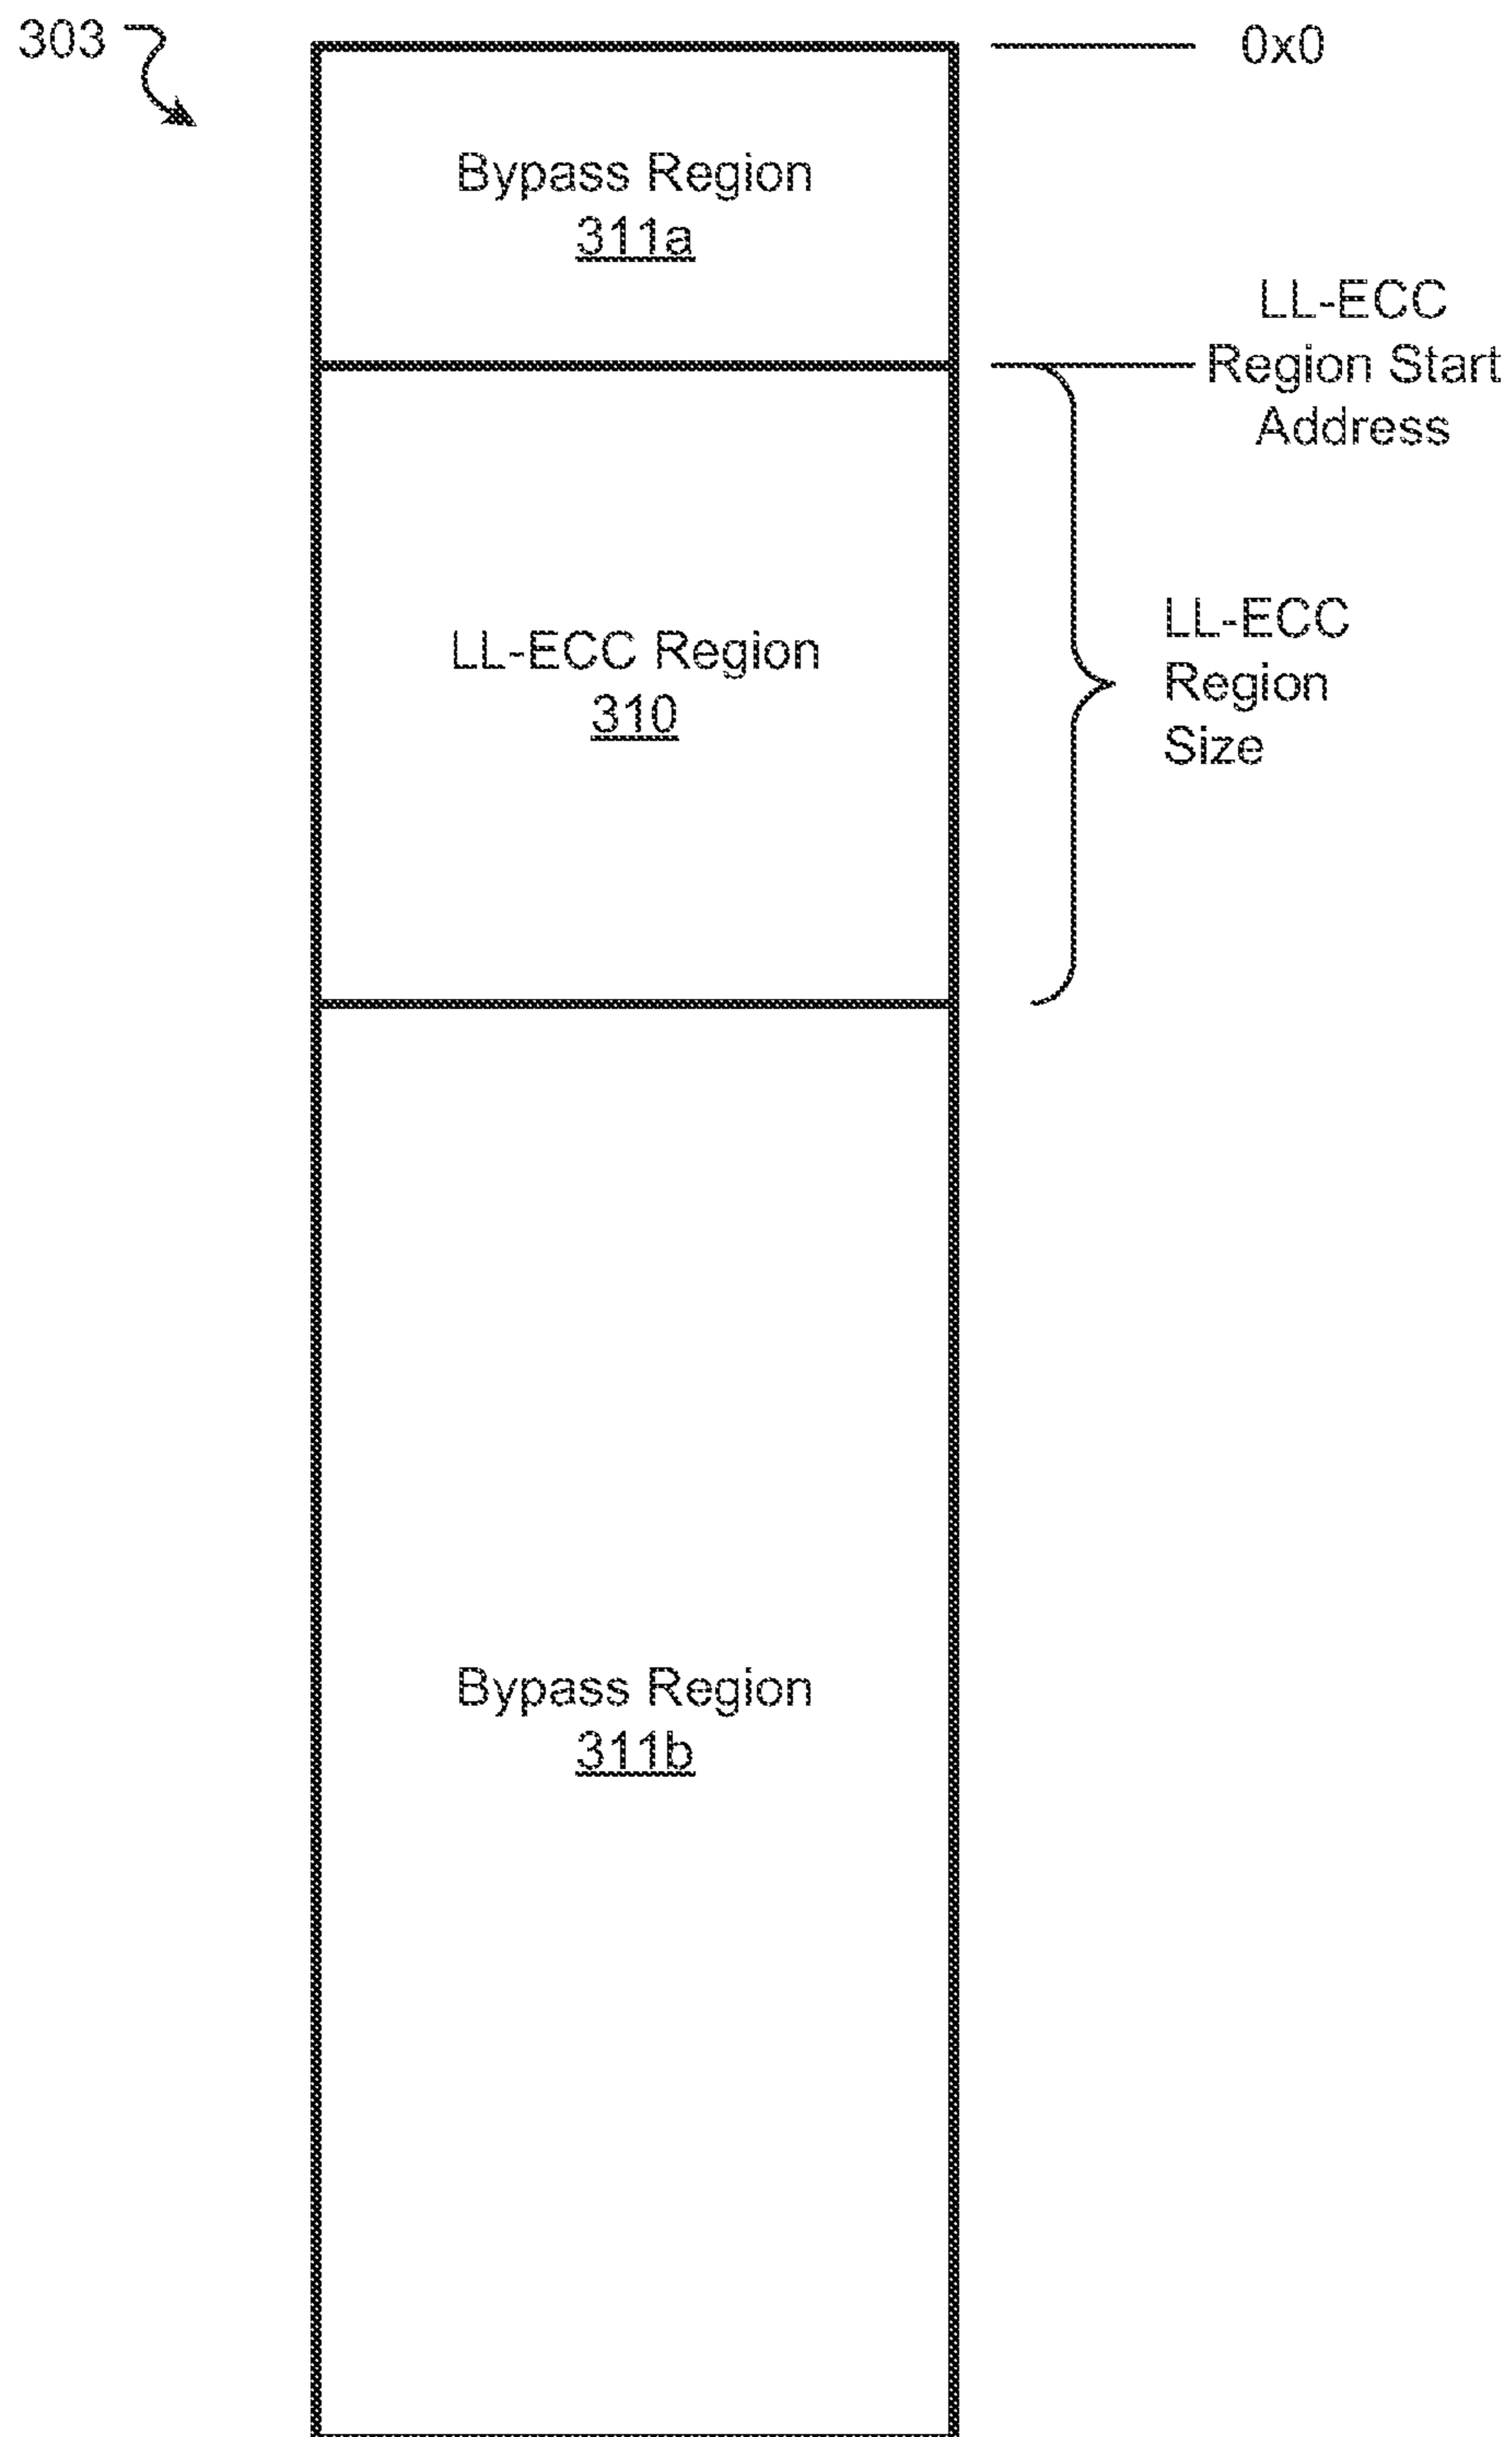 303
0x0
Bypass Region
311a
LL-ECC
Region Start
Address
LL-ECC Region
310
LL-ECC
Region
Size
Bypass Region
311b